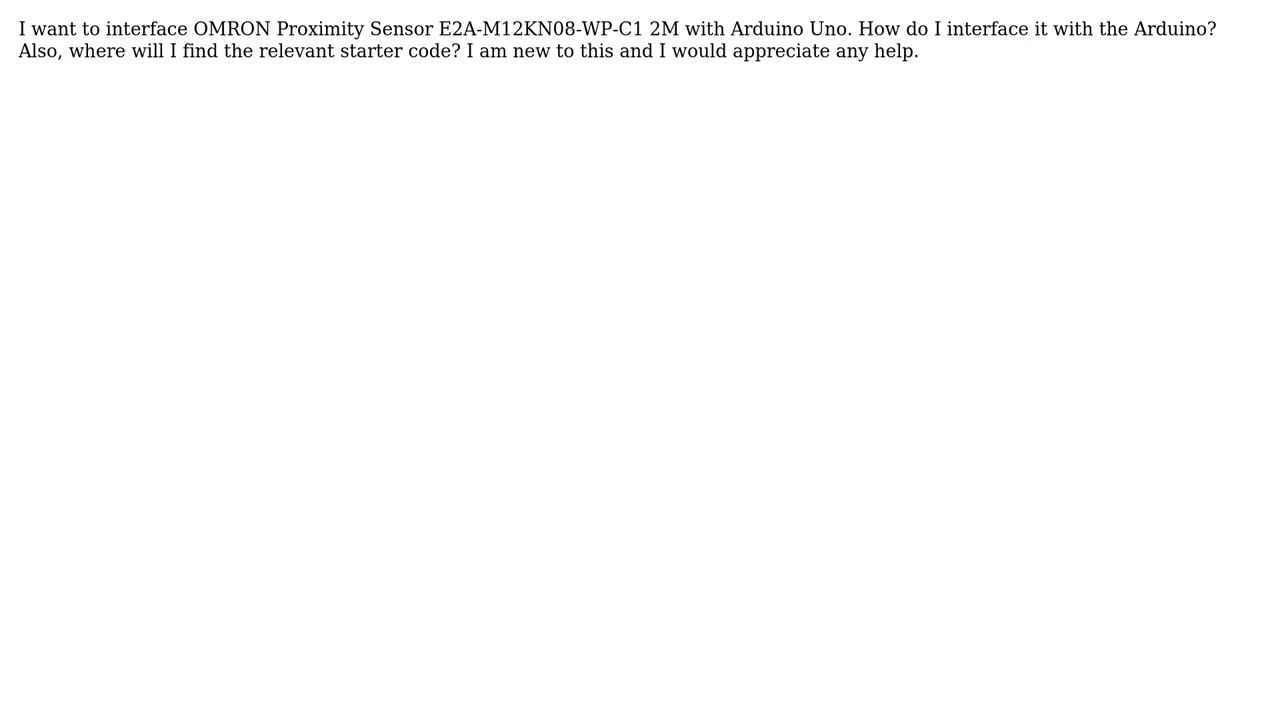 I want to interface OMRON Proximity Sensor E2A-M12KN08-WP-C1 2M with Arduino Uno. How do I interface it with the Arduino?
Also, where will I find the relevant starter code? I am new to this and I would appreciate any help.